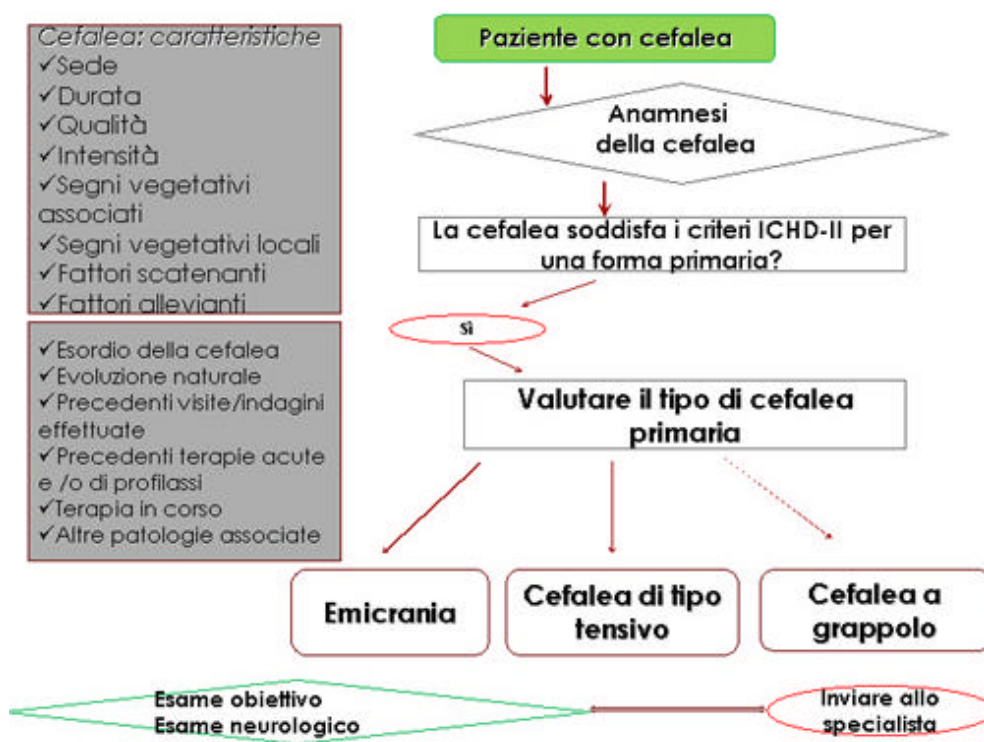 Cefalea: caratteristiche
✓Sede
✓Durata
✓Qualità
✓Intensità
✓Segni vegetativi
associati
✓Segni vegetativi locali
✓Fattori scatenanti
✓Fattori allevianti
✓Esordio della cefalea
✓Evoluzione naturale
✓Precedenti visite/indagini
effettuate
✓Precedenti terapie acute
e /o di profilassi
✓Terapia in corso
✓Altre patologie associate
Paziente con cefalea
Anamnesi
della cefalea
La cefalea soddisfa i criteri ICHD-II per
una forma primaria?
Sì
Valutare il tipo di cefalea
primaria
Emicrania
Cefalea di tipo
tensivo
Cefalea a
grappolo
Esame obiettivo
Esame neurologico
Inviare allo
specialista